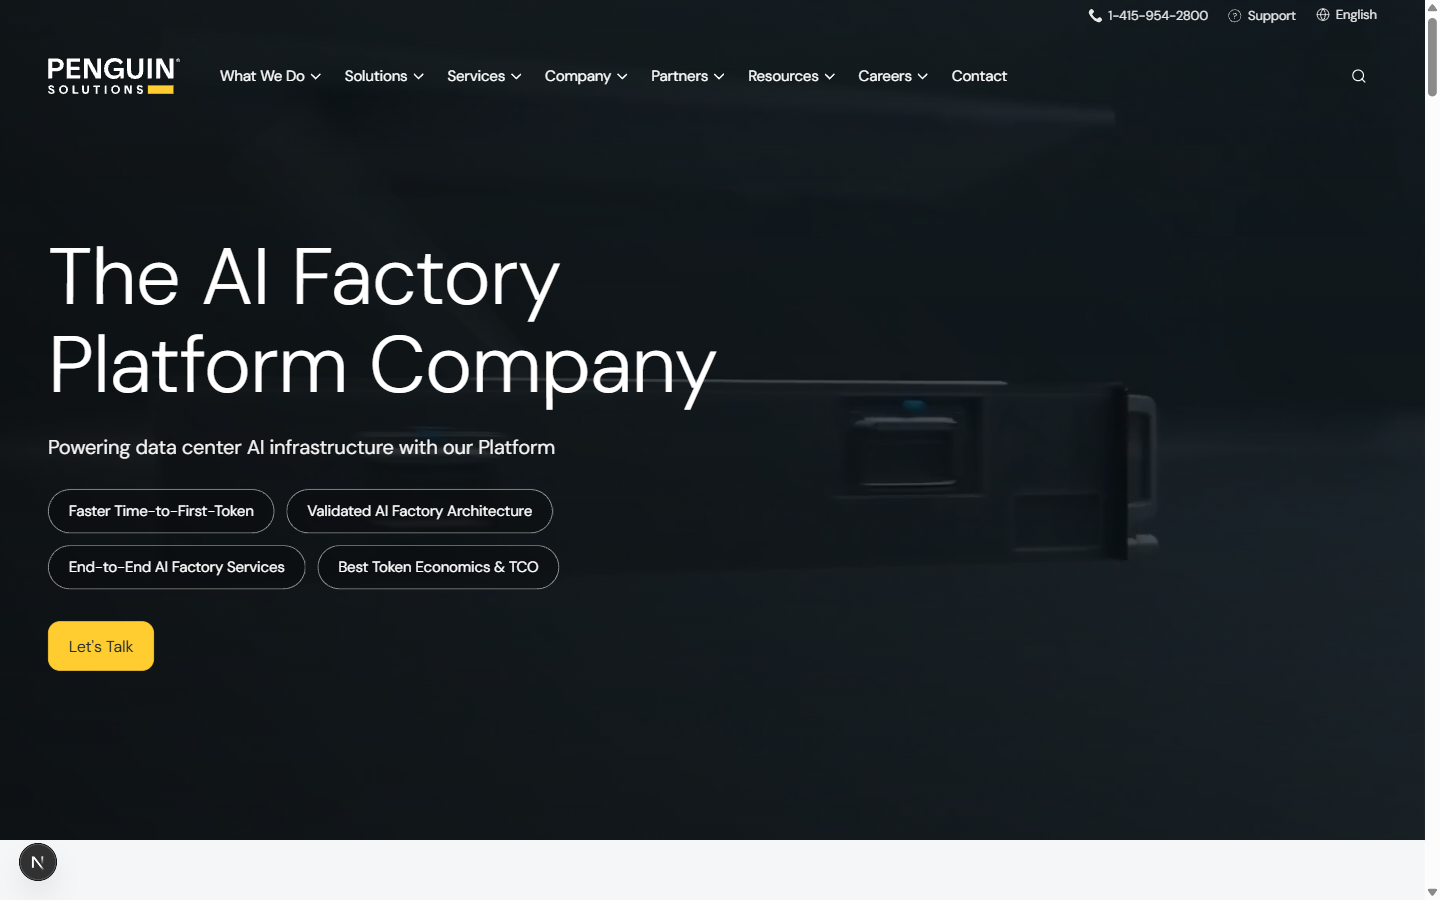 1-415-954-2800 Support English
PENGUIN
SOLUTIONS
What We Do Solutions Services Company Partners Resources Careers Contact
The AI Factory
Platform Company
Powering data center AI infrastructure with our Platform
Faster Time-to-First-Token Validated AI Factory Architecture
End-to-End AI Factory Services Best Token Economics & TCO
Let's Talk
N